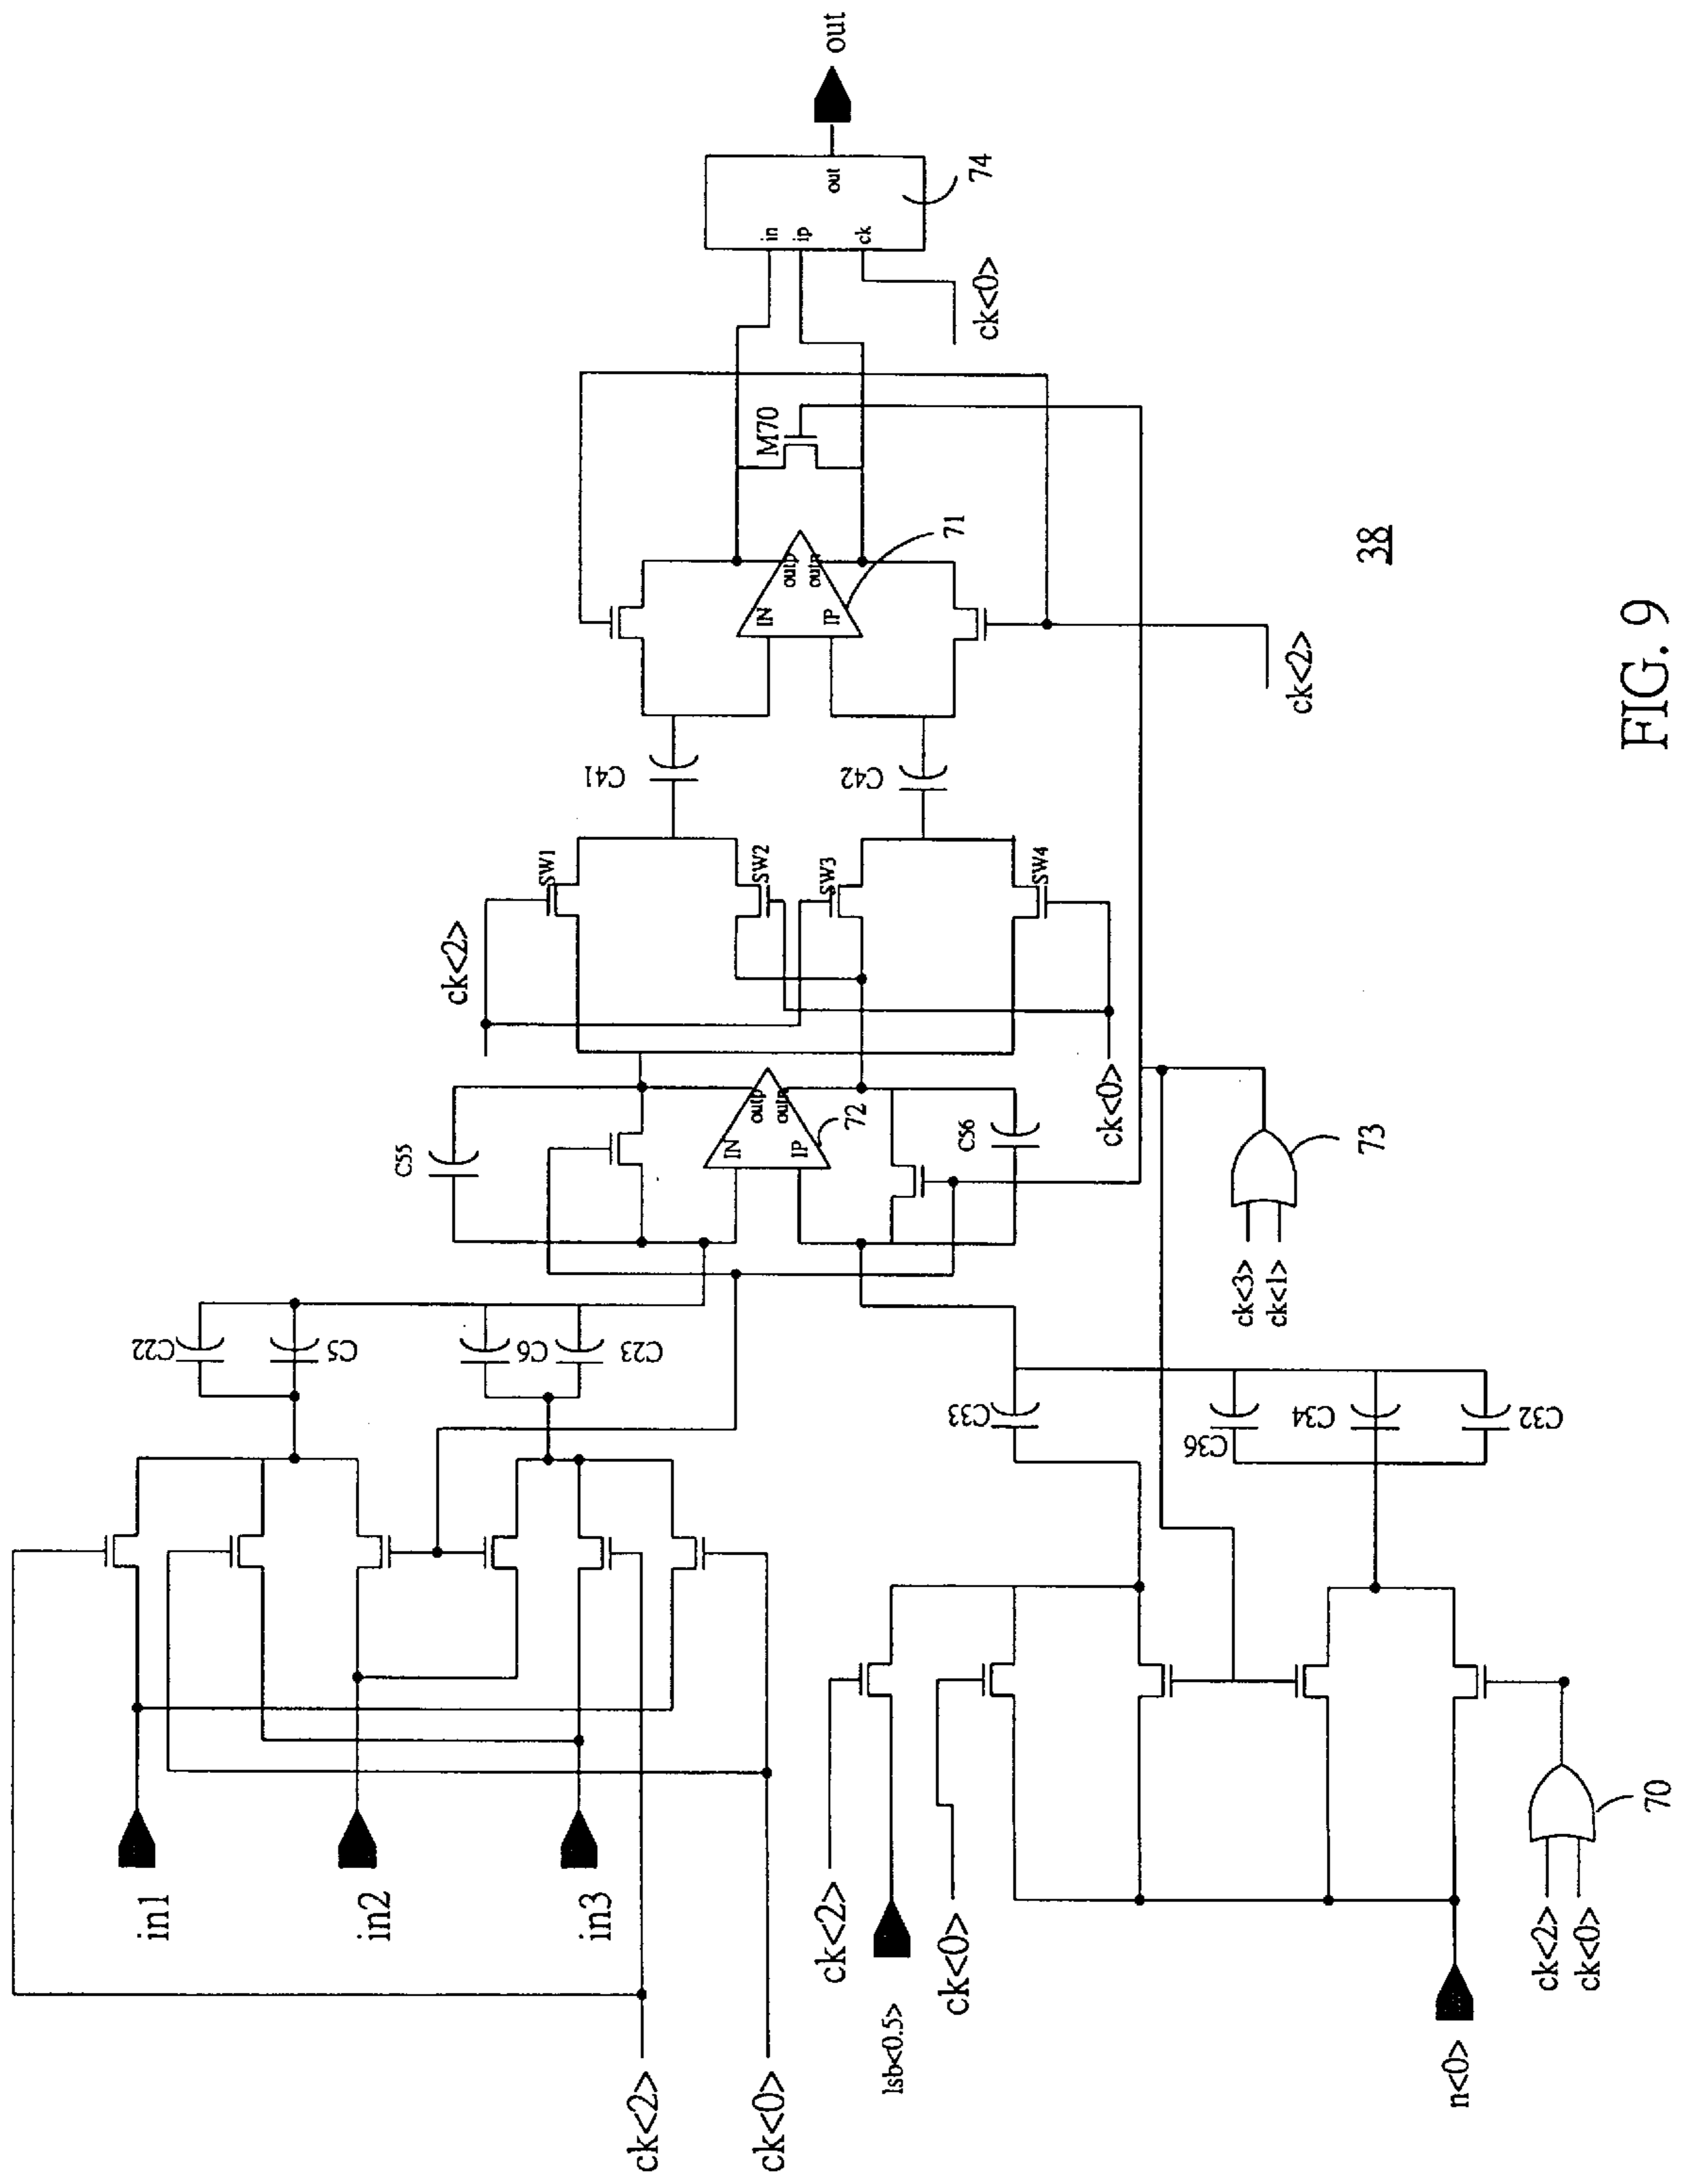 in1
in2
in3
ck<2>
ck<0>
C22
C5
C6
C23
C55
IN
IP
outp
outn
72
C56
ck<2>
SW1
SW2
SW3
SW4
ck<0>
C41
C42
IN
IP
outp
outn
71
M70
ck<2>
in
ip
ck
out
74
ck<0>
out
ck<2>
lsb<0.5>
ck<0>
n<0>
C33
C36
C34
C32
ck<2>
ck<0>
70
ck<3>
ck<1>
73
38
FIG. 9